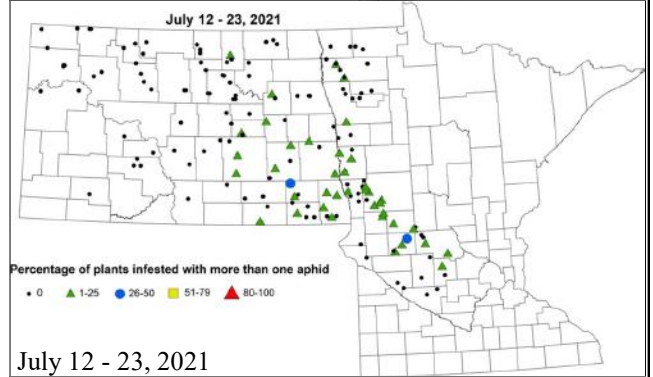 July 12 - 23, 2021
Percentage of plants infested with more than one aphid
0 1-25 26-50 51-79 80-100
July 12 - 23, 2021